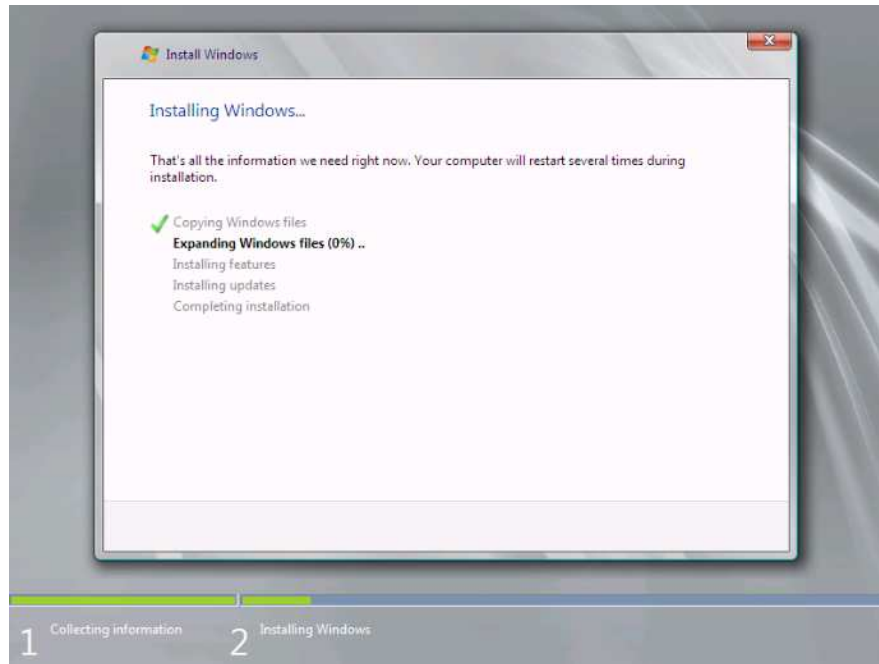 Install Windows
Installing Windows...
That's all the information we need right now. Your computer will restart several times during
installation.
Copying Windows files
Expanding Windows files (0%) ..
Installing features
Installing updates
Completing installation
1 Collecting information
2 Installing Windows